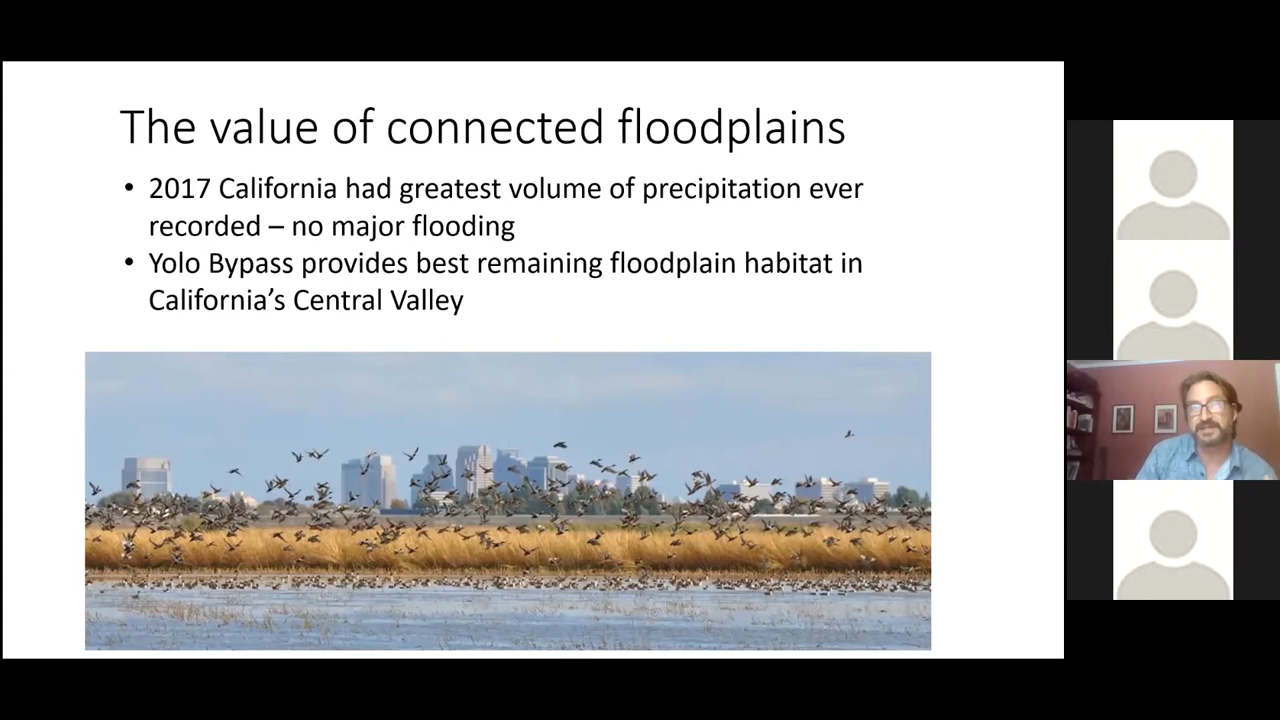 The value of connected floodplains
• 2017 California had greatest volume of precipitation ever
recorded – no major flooding
• Yolo Bypass provides best remaining floodplain habitat in
California’s Central Valley